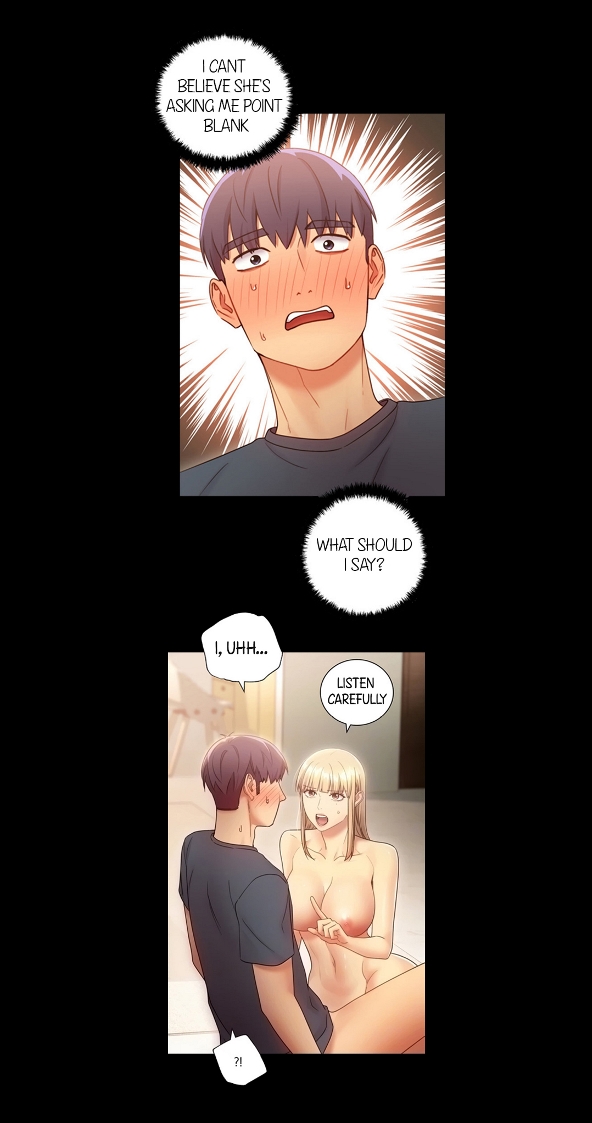 I CANT
BELIEVE SHE'S
ASKING ME POINT
BLANK
WHAT SHOULD
I SAY?
I, UHH...
LISTEN
CAREFULLY
?!